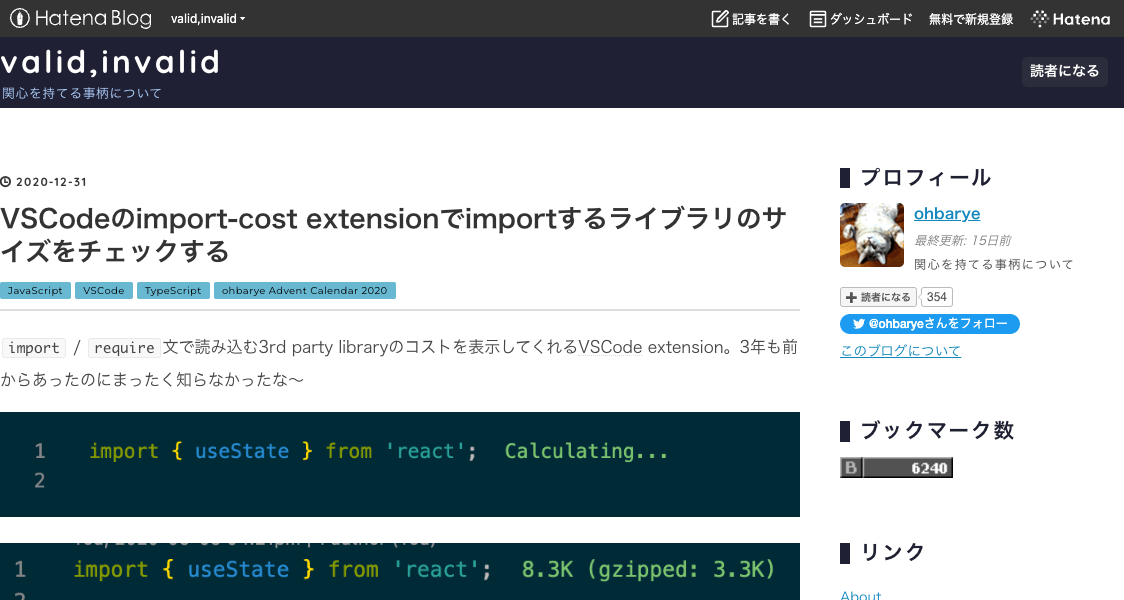 Hatena Blog
valid,invalid
記事を書く
ダッシュボード
無料で新規登録
Hatena
valid,invalid
関心を持てる事柄について
読者になる
2020-12-31
VSCodeのimport-cost extensionでimportするライブラリのサ
イズをチェックする
JavaScript VSCode TypeScript ohbarye Advent Calendar 2020
import / require 文で読み込む3rd party libraryのコストを表示してくれるVSCode extension。3年も前
からあったのにまったく知らなかったな〜
1 import { useState } from 'react'; Calculating...
2
1 import { useState } from 'react'; 8.3K (gzipped: 3.3K)
2
プロフィール
ohbarye
最終更新: 15日前
関心を持てる事柄について
読者になる 354
@ohbaryeさんをフォロー
このブログについて
ブックマーク数
B 6240
リンク
About